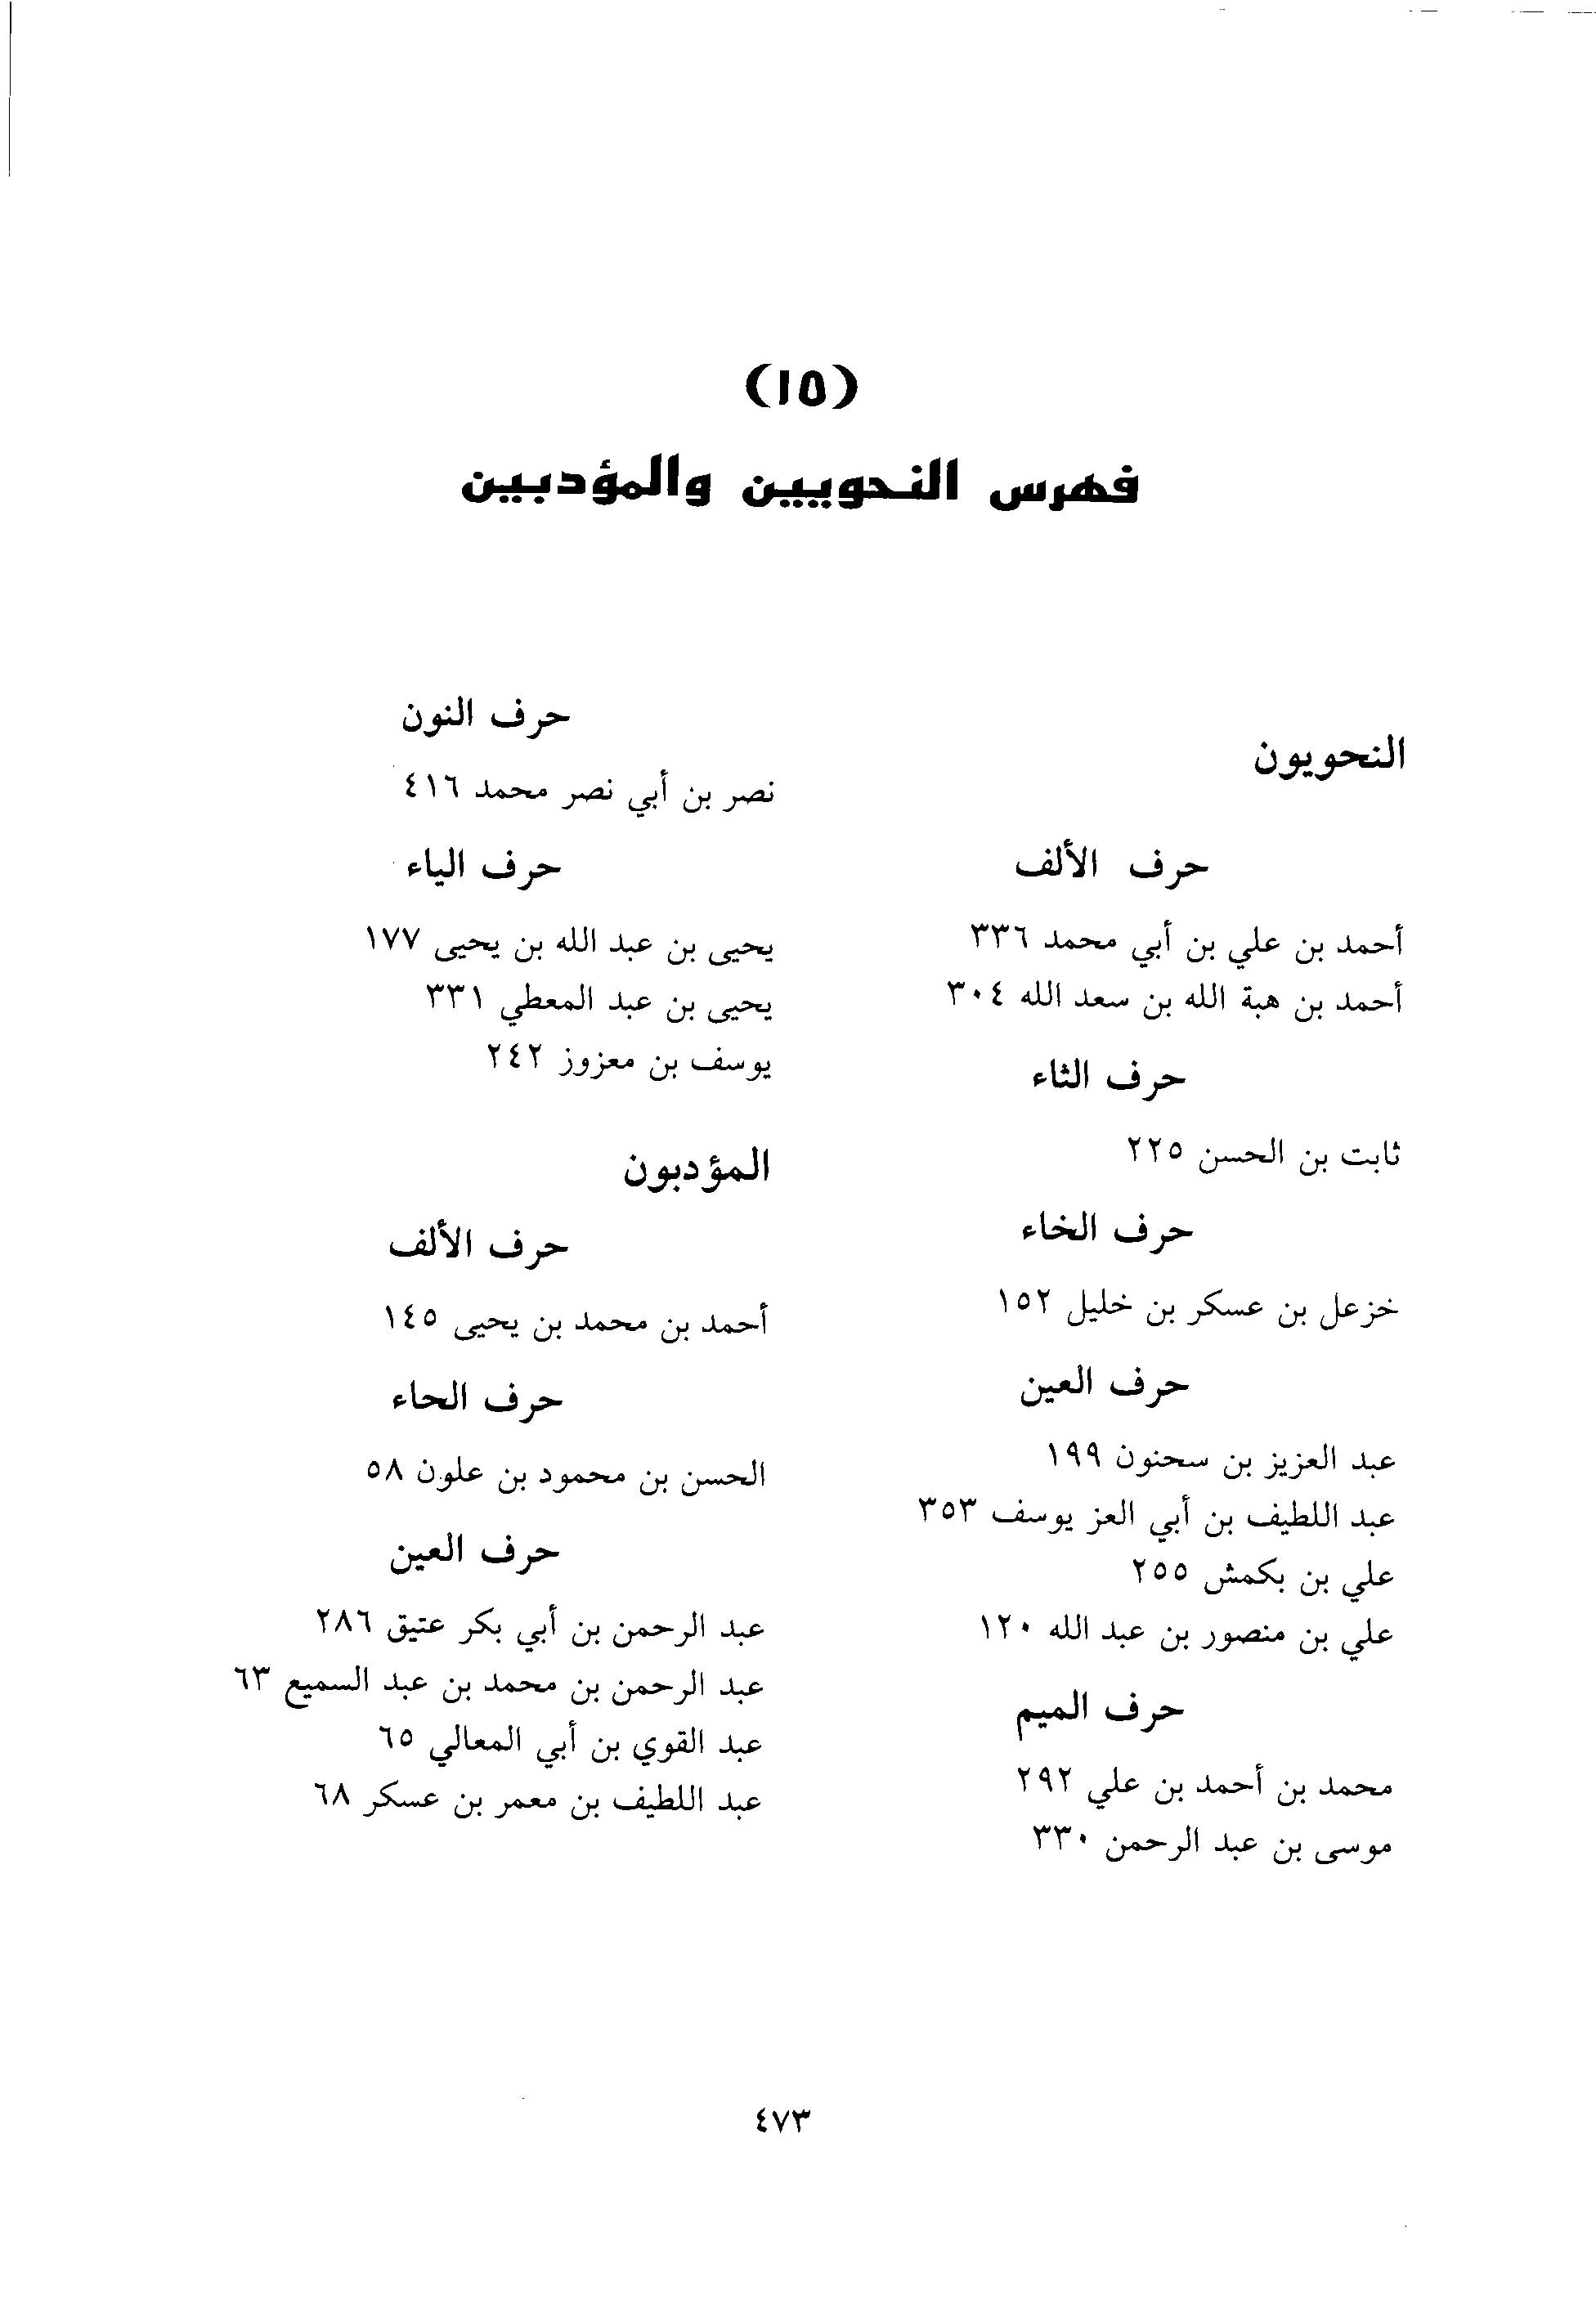 (١٥)
فهرس النحويين والمؤدبين
النحويون
حرف الألف
أحمد بن علي بن أبي محمد ٣٣٦
أحمد بن هبة الله بن سعد الله ٣٠٤
حرف الثاء
ثابت بن الحسن ٢٢٥
حرف الخاء
خزعل بن عسكر بن خليل ١٥٢
حرف العين
عبد العزيز بن سحنون ١٩٩
عبد اللطيف بن أبي العز يوسف ٣٥٣
علي بن بكمش ٢٥٥
علي بن منصور بن عبد الله ١٢٠
حرف الميم
محمد بن أحمد بن علي ٢٩٢
موسى بن عبد الرحمن ٣٣٠
حرف النون
نصر بن أبي نصر محمد ٤١٦
حرف الياء
يحيى بن عبد الله بن يحيى ١٧٧
يحيى بن عبد المعطي ٣٣١
يوسف بن معزوز ٢٤٢
المؤدبون
حرف الألف
أحمد بن محمد بن يحيى ١٤٥
حرف الحاء
الحسن بن محمود بن علون ٥٨
حرف العين
عبد الرحمن بن أبي بكر عتيق ٢٨٦
عبد الرحمن بن محمد بن عبد السميع ٦٣
عبد القوي بن أبي المعالي ٦٥
عبد اللطيف بن معمر بن عسكر ٦٨
٤٧٣